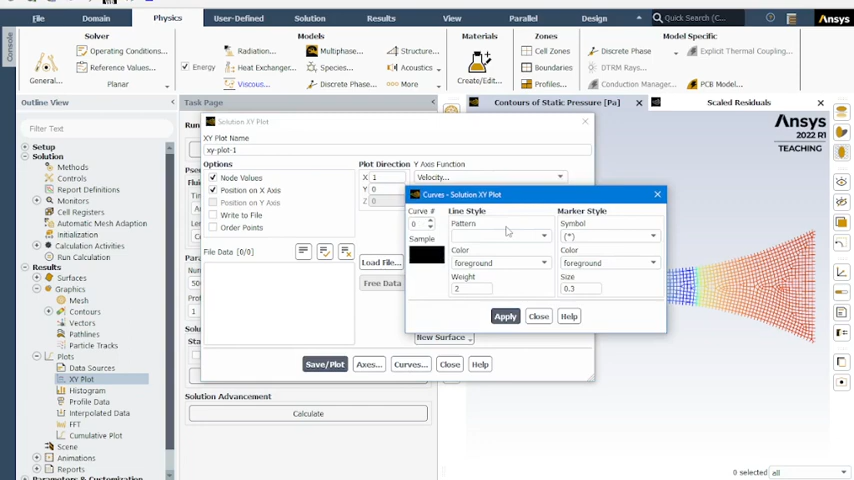 File Domain Physics User-Defined Solution Results View Parallel Design Quick Search (C... Ansys
Console
Solver Models Materials Zones Model Specific
General... Operating Conditions... Reference Values... Planar
Energy Radiation... Heat Exchanger... Viscous...
Multiphase... Species... Discrete Phase...
Structure... Acoustics More
Create/Edit...
Cell Zones Boundaries Profiles...
Discrete Phase DTRM Rays... Conduction Manager... Explicit Thermal Coupling... PCB Model...
Outline View
Filter Text
Setup
Solution
Methods
Controls
Report Definitions
Monitors
Cell Registers
Automatic Mesh Adaption
Initialization
Calculation Activities
Run Calculation
Results
Surfaces
Graphics
Mesh
Contours
Vectors
Pathlines
Particle Tracks
Plots
Data Sources
XY Plot
Histogram
Profile Data
Interpolated Data
FFT
Cumulative Plot
Scene
Animations
Reports
Parameters & Customization
Task Page
Solution Advancement
Calculate
Solution XY Plot
XY Plot Name
xy-plot-1
Options
Node Values
Position on X Axis
Position on Y Axis
Write to File
Order Points
File Data [0/0]
Plot Direction
X 1
Y 0
Z 0
Load File...
Free Data
Y Axis Function
Velocity...
New Surface
Save/Plot Axes... Curves... Close Help
Curves - Solution XY Plot
Curve #
0
Sample
Line Style
Pattern
Color
foreground
Weight
2
Marker Style
Symbol
(*)
Color
foreground
Size
0.3
Apply Close Help
Contours of Static Pressure [Pa]
Scaled Residuals
Ansys
2022 R1
TEACHING
0 selected all